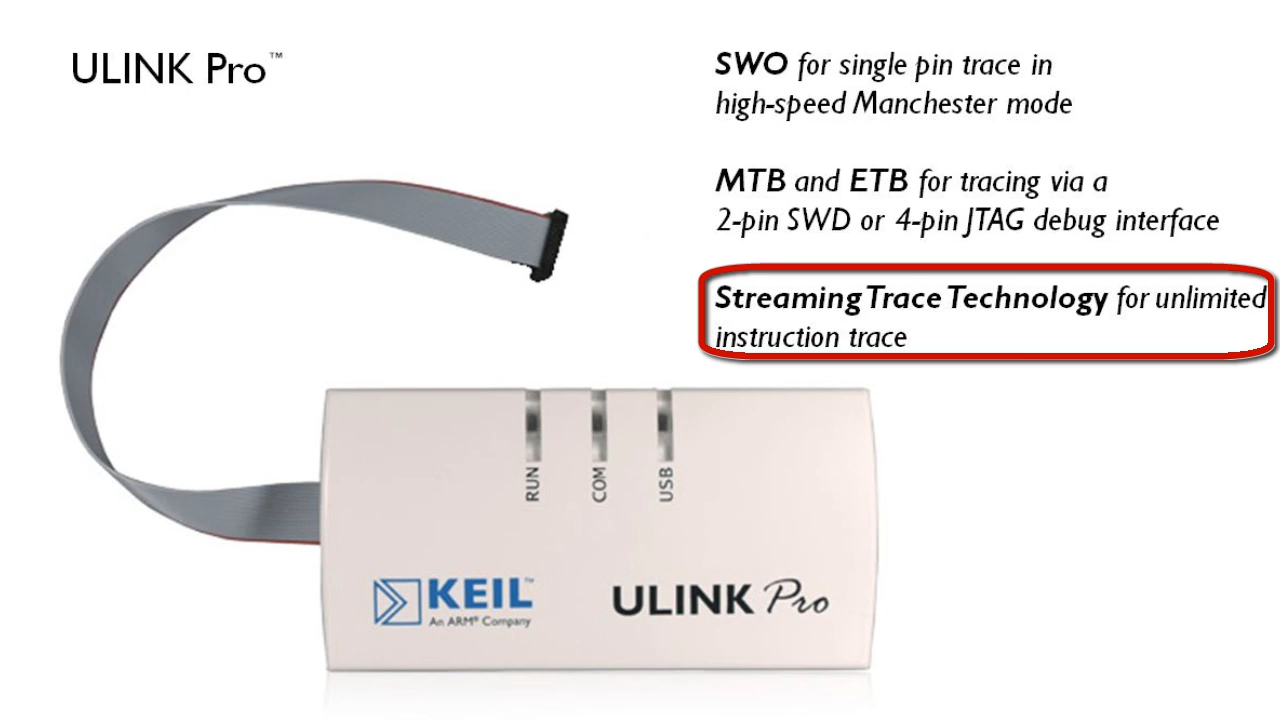 ULINK Pro™
SWO for single pin trace in
high-speed Manchester mode
MTB and ETB for tracing via a
2-pin SWD or 4-pin JTAG debug interface
Streaming Trace Technology for unlimited
instruction trace
RUN
COM
USB
KEIL™
An ARM® Company
ULINK Pro